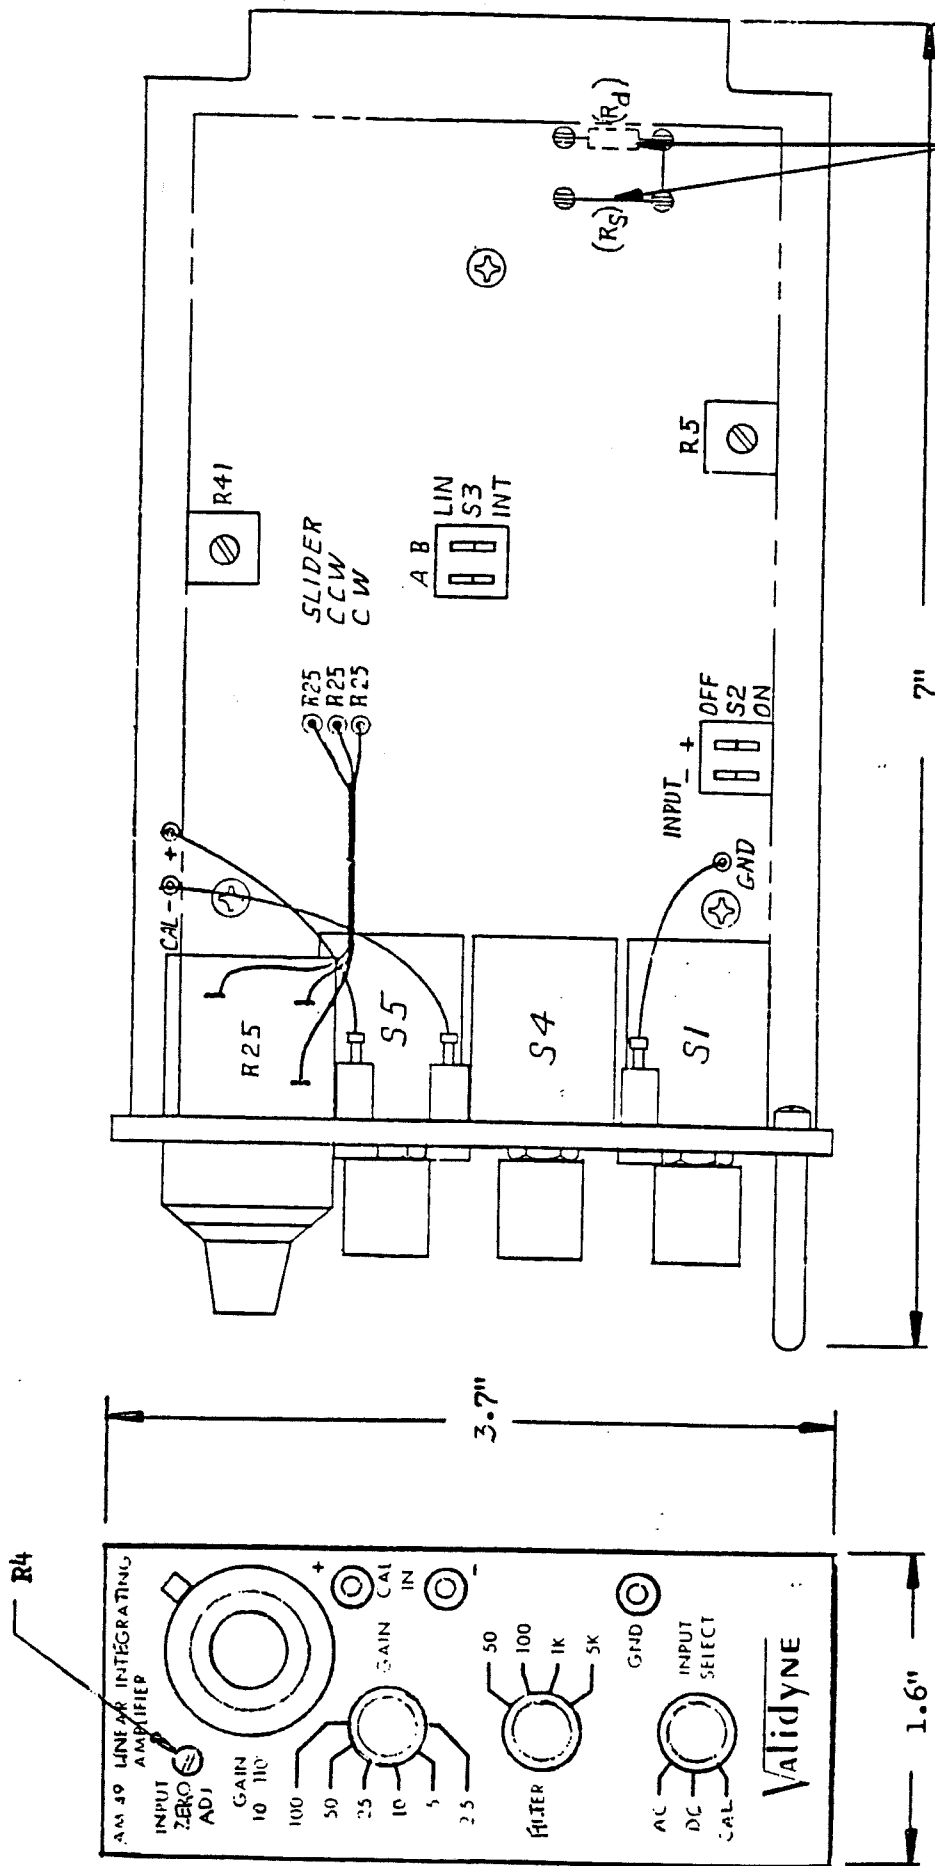 R4
AM 49 LINEAR INTEGRATING
AMPLIFIER
INPUT
ZERO
ADJ
GAIN
10 110
100
50
25
10
5
2.5
GAIN
+
CAL
IN
-
FILTER
50
100
1K
5K
GND
AC
DC
CAL
INPUT
SELECT
VALIDYNE
3.7"
1.6"
7"
CAL - +
R25
S5
S4
S1
R25 SLIDER
R25 CCW
R25 CW
R41
A B
LIN
S3
INT
INPUT
- +
OFF
S2
ON
GND
R5
(RS)
(Rd)